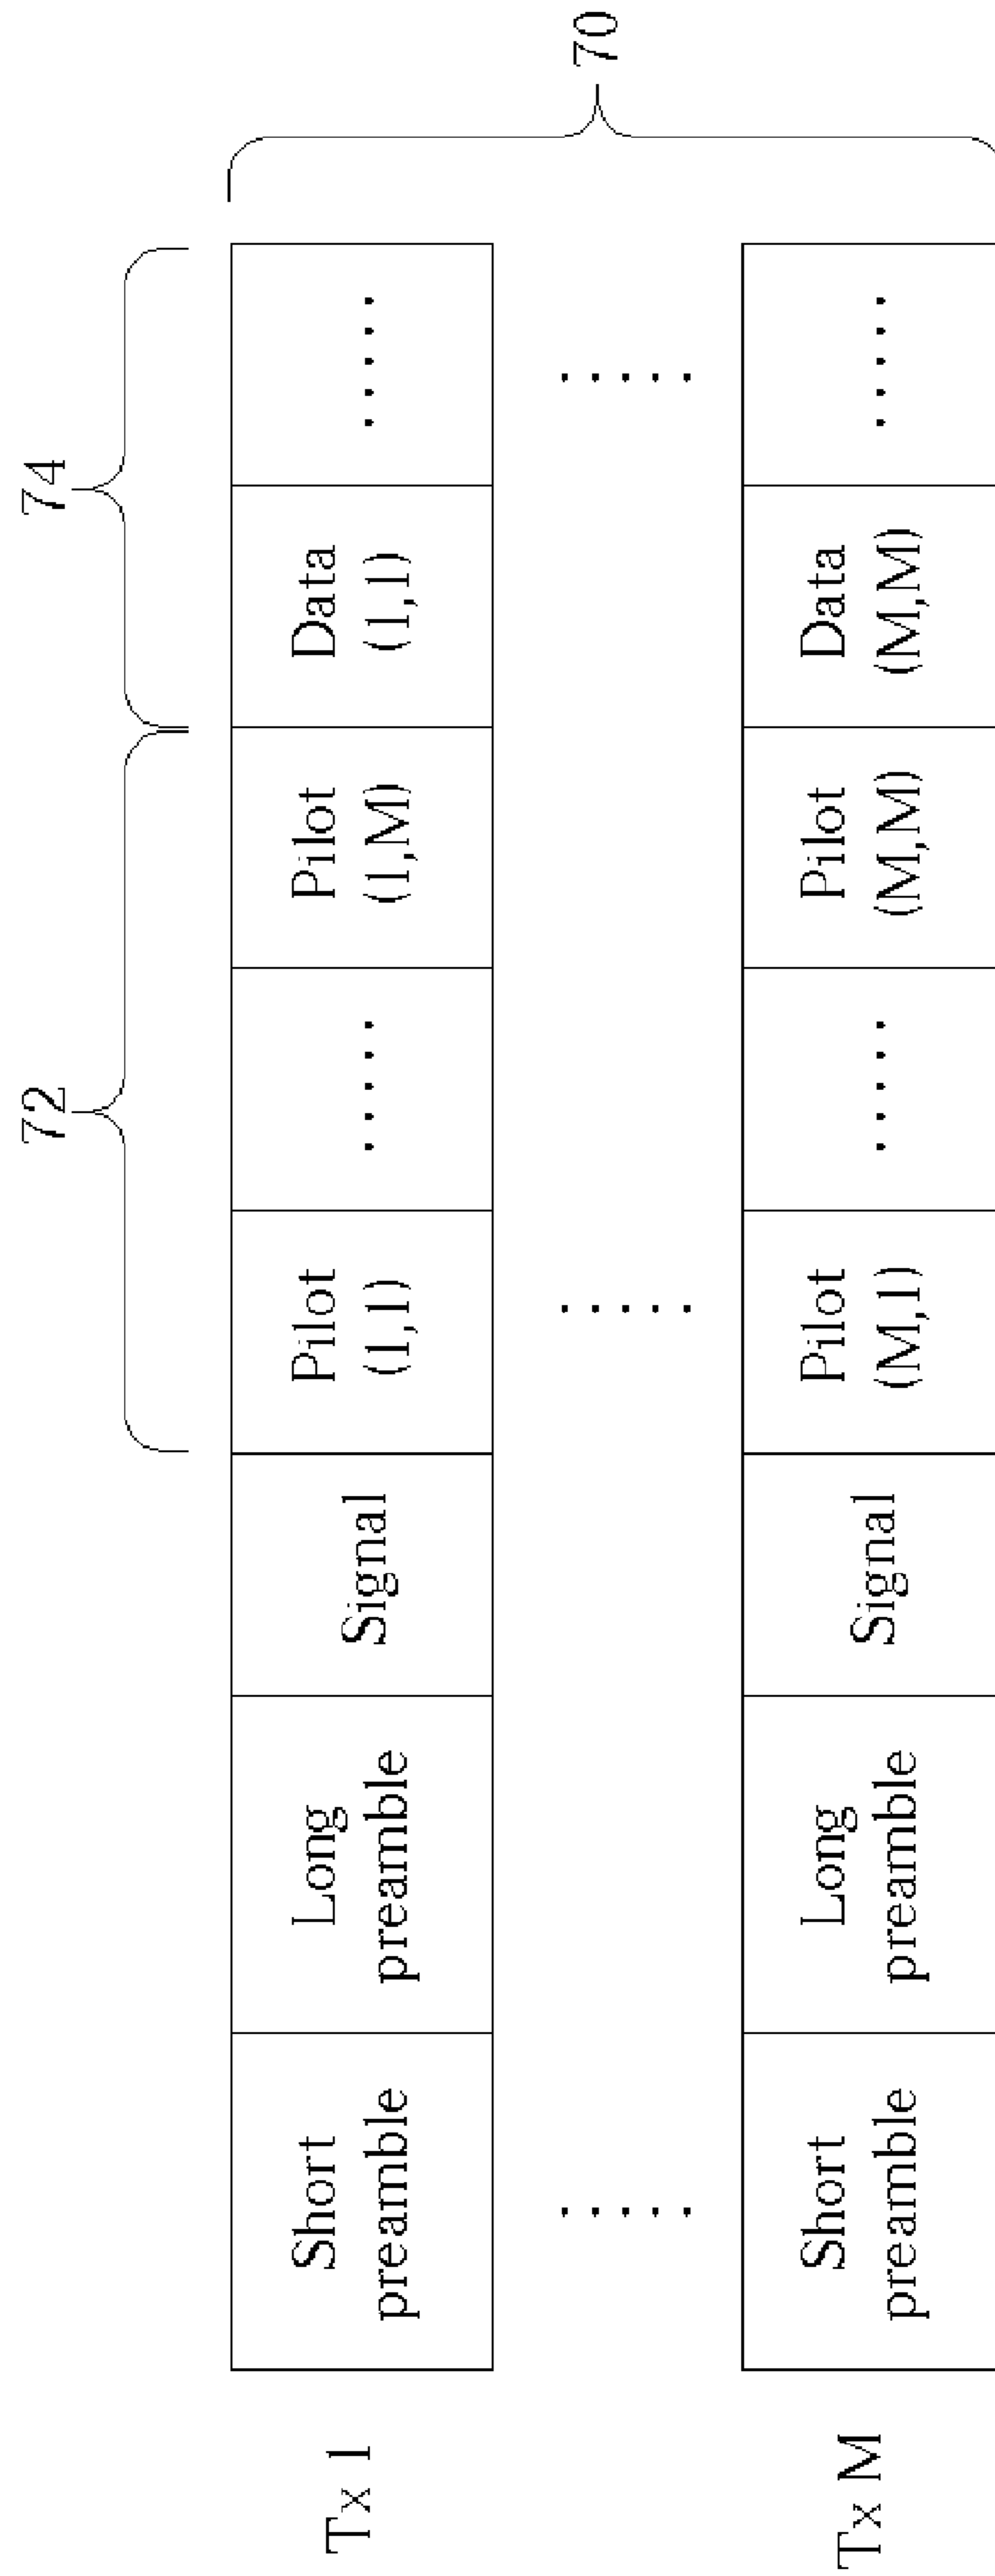 72
74
Tx 1
Short
preamble
Long
preamble
Signal
Pilot
(1,1)
......
Pilot
(1,M)
Data
(1,1)
......
70
.....
.....
.....
Tx M
Short
preamble
Long
preamble
Signal
Pilot
(M,1)
......
Pilot
(M,M)
Data
(M,M)
......